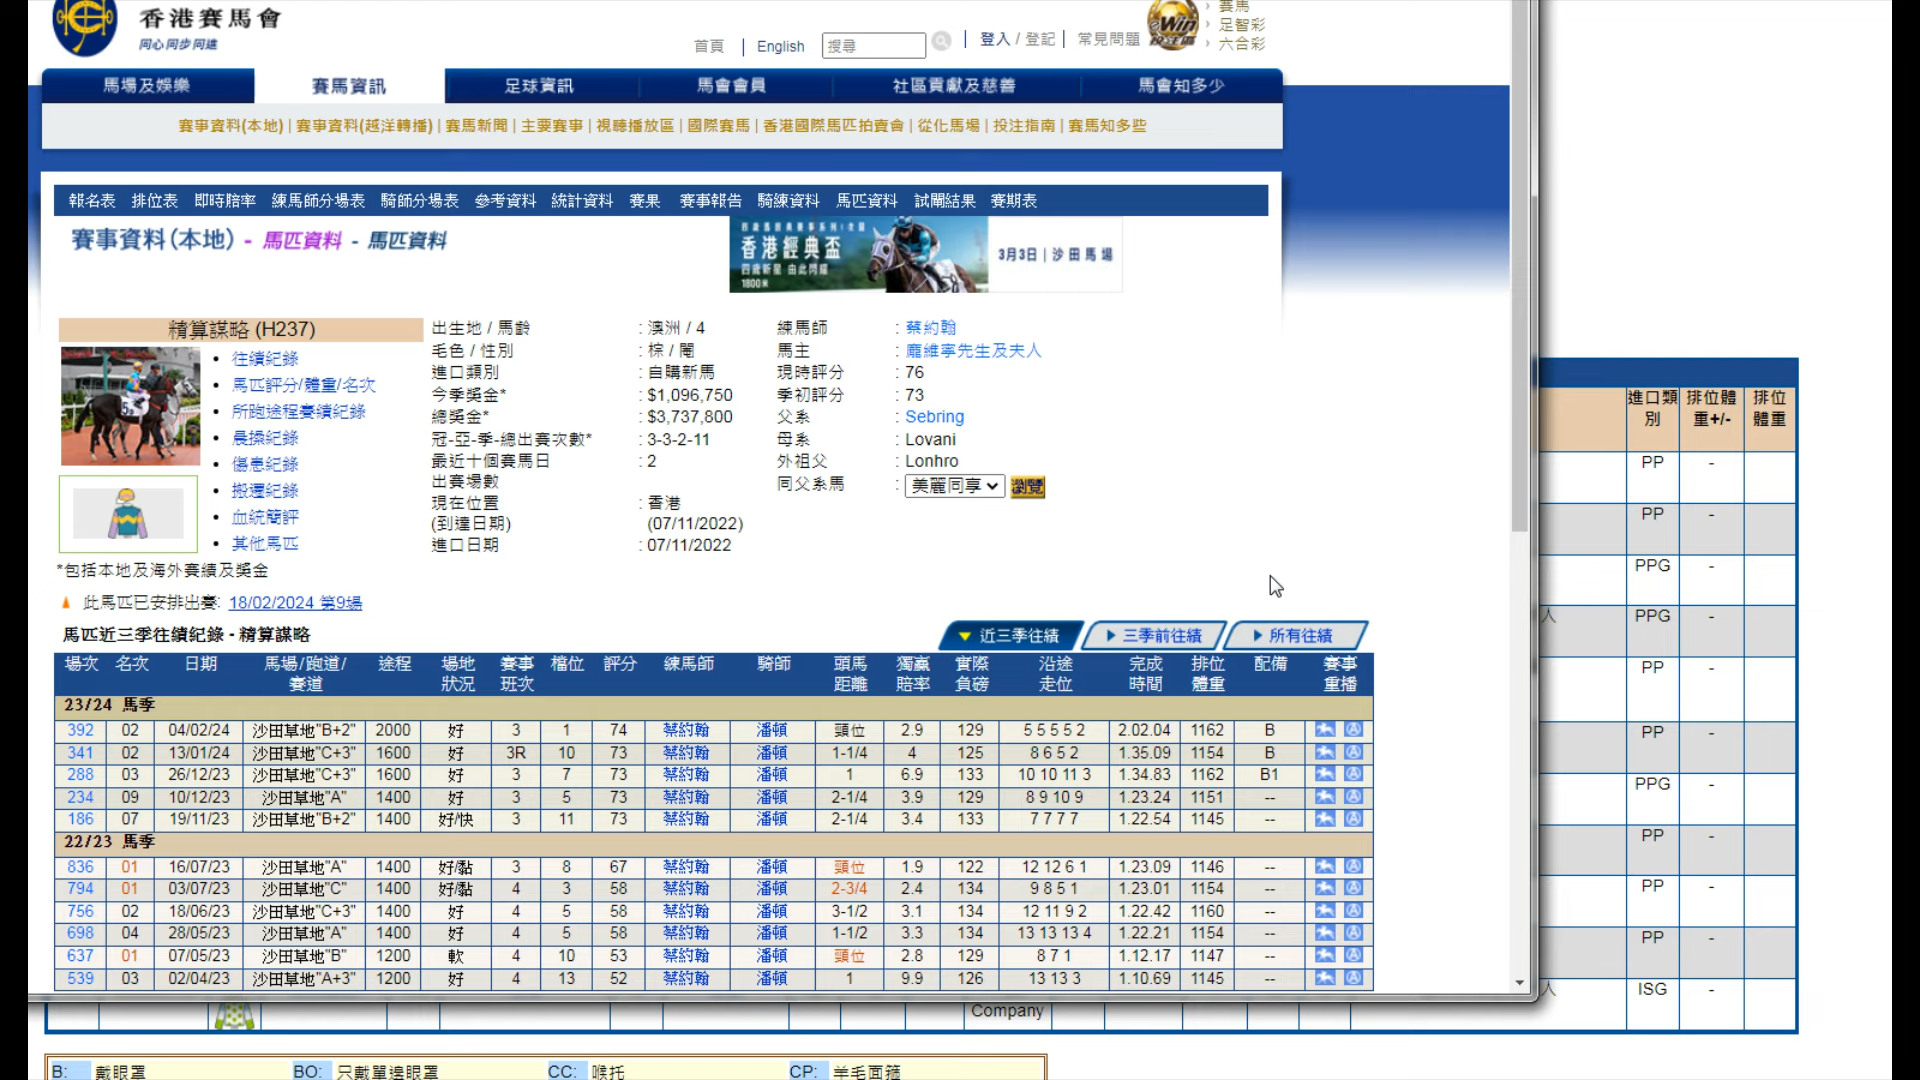 香港賽馬會
同心同步同進
首頁 | English 搜尋 | 登入 / 登記 | 常見問題
eWin 投注區
› 賽馬
› 足智彩
› 六合彩
馬場及娛樂 賽馬資訊 足球資訊 馬會會員 社區貢獻及慈善 馬會知多少
賽事資料(本地) | 賽事資料(越洋轉播) | 賽馬新聞 | 主要賽事 | 視聽播放區 | 國際賽馬 | 香港國際馬匹拍賣會 | 從化馬場 | 投注指南 | 賽馬知多些
報名表 排位表 即時賠率 練馬師分場表 騎師分場表 參考資料 統計資料 賽果 賽事報告 騎練資料 馬匹資料 試閘結果 賽期表
賽事資料(本地) - 馬匹資料 - 馬匹資料
香港經典盃
四歲新星 由此閃耀
1800米
3月3日 | 沙田馬場
精算謀略 (H237)
• 往績紀錄
• 馬匹評分/體重/名次
• 所跑途程賽績紀錄
• 晨操紀錄
• 傷患紀錄
• 搬遷紀錄
• 血統簡評
• 其他馬匹
出生地 / 馬齡 : 澳洲 / 4
毛色 / 性別 : 棕 / 閹
進口類別 : 自購新馬
今季獎金* : $1,096,750
總獎金* : $3,737,800
冠-亞-季-總出賽次數* : 3-3-2-11
最近十個賽馬日 : 2
出賽場數
現在位置 : 香港
(到達日期) (07/11/2022)
進口日期 : 07/11/2022
練馬師 : 蔡約翰
馬主 : 龐維寧先生及夫人
現時評分 : 76
季初評分 : 73
父系 : Sebring
母系 : Lovani
外祖父 : Lonhro
同父系馬 : 美麗同享 瀏覽
*包括本地及海外賽績及獎金
此馬匹已安排出賽: 18/02/2024 第9場
馬匹近三季往績紀錄 - 精算謀略
近三季往績 三季前往績 所有往績
場次 名次 日期 馬場/跑道/賽道 途程 場地狀況 賽事班次 檔位 評分 練馬師 騎師 頭馬距離 獨贏賠率 實際負磅 沿途走位 完成時間 排位體重 配備 賽事重播
23/24 馬季
392 02 04/02/24 沙田草地"B+2" 2000 好 3 1 74 蔡約翰 潘頓 頭位 2.9 129 5 5 5 5 2 2.02.04 1162 B
341 02 13/01/24 沙田草地"C+3" 1600 好 3R 10 73 蔡約翰 潘頓 1-1/4 4 125 8 6 5 2 1.35.09 1154 B
288 03 26/12/23 沙田草地"C+3" 1600 好 3 7 73 蔡約翰 潘頓 1 6.9 133 10 10 11 3 1.34.83 1162 B1
234 09 10/12/23 沙田草地"A" 1400 好 3 5 73 蔡約翰 潘頓 2-1/4 3.9 129 8 9 10 9 1.23.24 1151 --
186 07 19/11/23 沙田草地"B+2" 1400 好/快 3 11 73 蔡約翰 潘頓 2-1/4 3.4 133 7 7 7 7 1.22.54 1145 --
22/23 馬季
836 01 16/07/23 沙田草地"A" 1400 好/黏 3 8 67 蔡約翰 潘頓 頭位 1.9 122 12 12 6 1 1.23.09 1146 --
794 01 03/07/23 沙田草地"C" 1400 好/黏 4 3 58 蔡約翰 潘頓 2-3/4 2.4 134 9 8 5 1 1.23.01 1154 --
756 02 18/06/23 沙田草地"C+3" 1400 好 4 5 58 蔡約翰 潘頓 3-1/2 3.1 134 12 11 9 2 1.22.42 1160 --
698 04 28/05/23 沙田草地"A" 1400 好 4 5 58 蔡約翰 潘頓 1-1/2 3.3 134 13 13 13 4 1.22.21 1154 --
637 01 07/05/23 沙田草地"B" 1200 軟 4 10 53 蔡約翰 潘頓 頭位 2.8 129 8 7 1 1.12.17 1147 --
539 03 02/04/23 沙田草地"A+3" 1200 好 4 13 52 蔡約翰 潘頓 1 9.9 126 13 13 3 1.10.69 1145 --
進口類別 排位體重+/- 排位體重
PP -
PP -
PPG -
人 PPG -
PP -
PP -
PPG -
PP -
PP -
PP -
人 ISG -
Company
B: 戴眼罩 BO: 只戴單邊眼罩 CC: 喉托 CP: 羊毛面箍